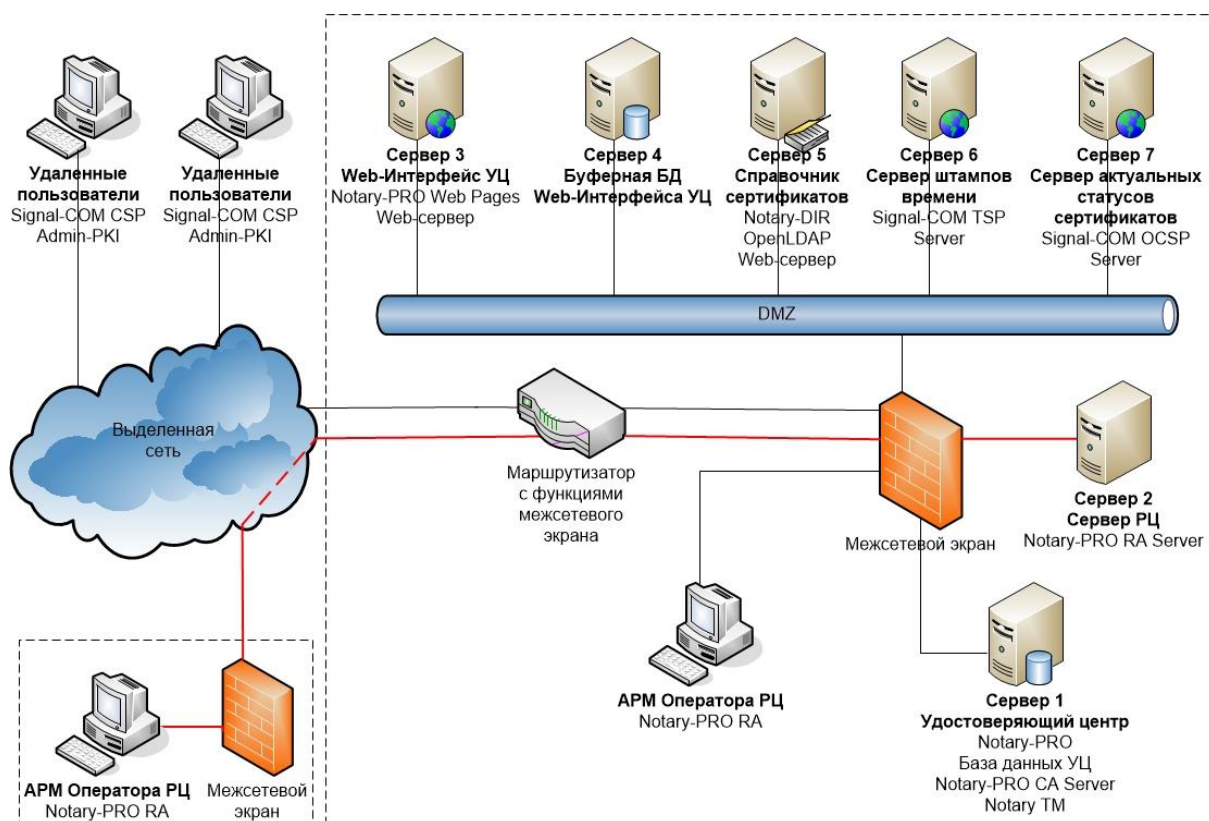 Удаленные
пользователи
Signal-COM CSP
Admin-PKI
Удаленные
пользователи
Signal-COM CSP
Admin-PKI
Сервер 3
Web-Интерфейс УЦ
Notary-PRO Web Pages
Web-сервер
Сервер 4
Буферная БД
Web-Интерфейса УЦ
Сервер 5
Справочник
сертификатов
Notary-DIR
OpenLDAP
Web-сервер
Сервер 6
Сервер штампов
времени
Signal-COM TSP
Server
Сервер 7
Сервер актуальных
статусов
сертификатов
Signal-COM OCSP
Server
DMZ
Выделенная
сеть
Маршрутизатор
с функциями
межсетевого
экрана
Межсетевой экран
Сервер 2
Сервер РЦ
Notary-PRO RA Server
АРМ Оператора РЦ
Notary-PRO RA
Сервер 1
Удостоверяющий центр
Notary-PRO
База данных УЦ
Notary-PRO CA Server
Notary TM
АРМ Оператора РЦ
Notary-PRO RA
Межсетевой
экран